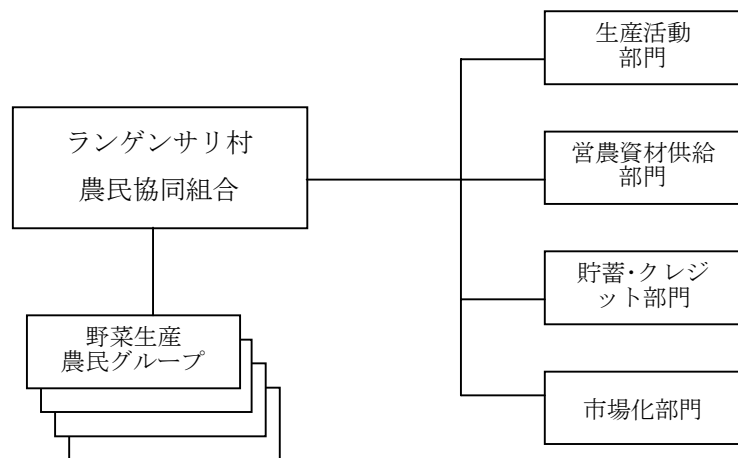 ランゲンサリ村
農民協同組合
野菜生産
農民グループ
生産活動
部門
営農資材供給
部門
貯蓄・クレジ
ット部門
市場化部門